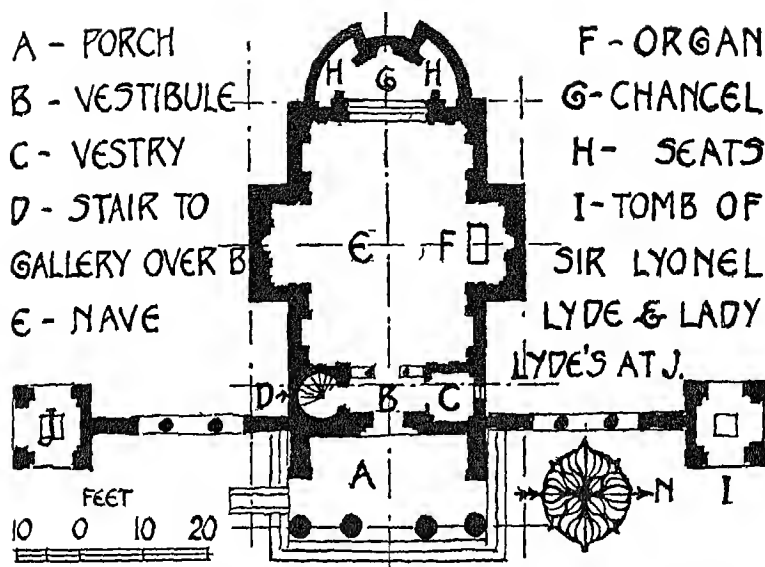 A - PORCH
B - VESTIBULE
C - VESTRY
D - STAIR TO
GALLERY OVER B
E - NAVE
F - ORGAN
G - CHANCEL
H - SEATS
I - TOMB OF
SIR LYONEL
LYDE & LADY
LYDE'S AT J.
H
G
H
E
F
D
B
C
J
A
I
N
FEET
10 0 10 20